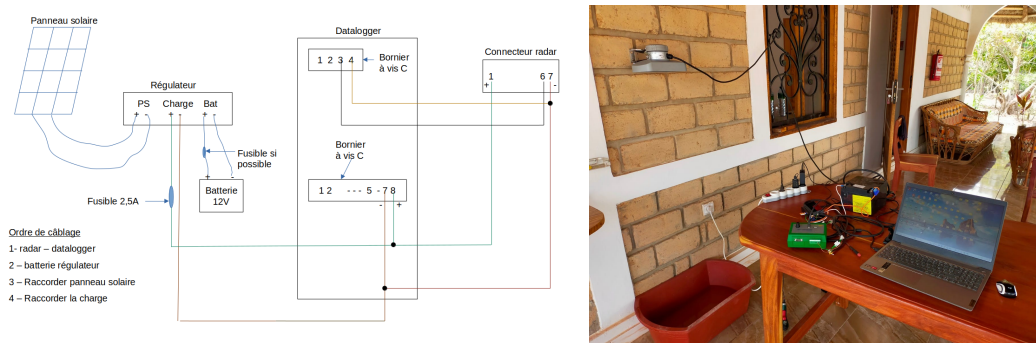 Panneau solaire
Régulateur
PS Charge Bat
+ - + - + -
Fusible si
possible
+ -
Batterie
12V
Fusible 2,5A
Datalogger
1 2 3 4
Bornier
à vis C
Bornier
à vis C
1 2 --- 5 -7 8
- +
Connecteur radar
1 6 7
+ -
Ordre de câblage
1- radar – datalogger
2 – batterie régulateur
3 – Raccorder panneau solaire
4 – Raccorder la charge